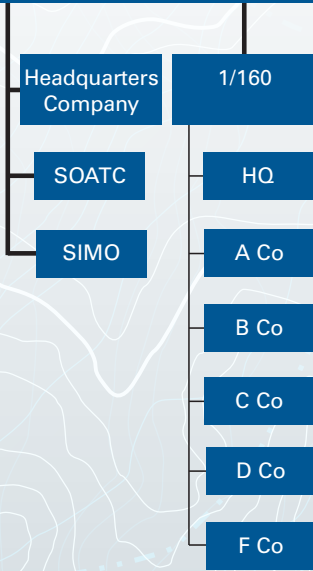 Headquarters
Company
SOATC
SIMO
1/160
HQ
A Co
B Co
C Co
D Co
F Co